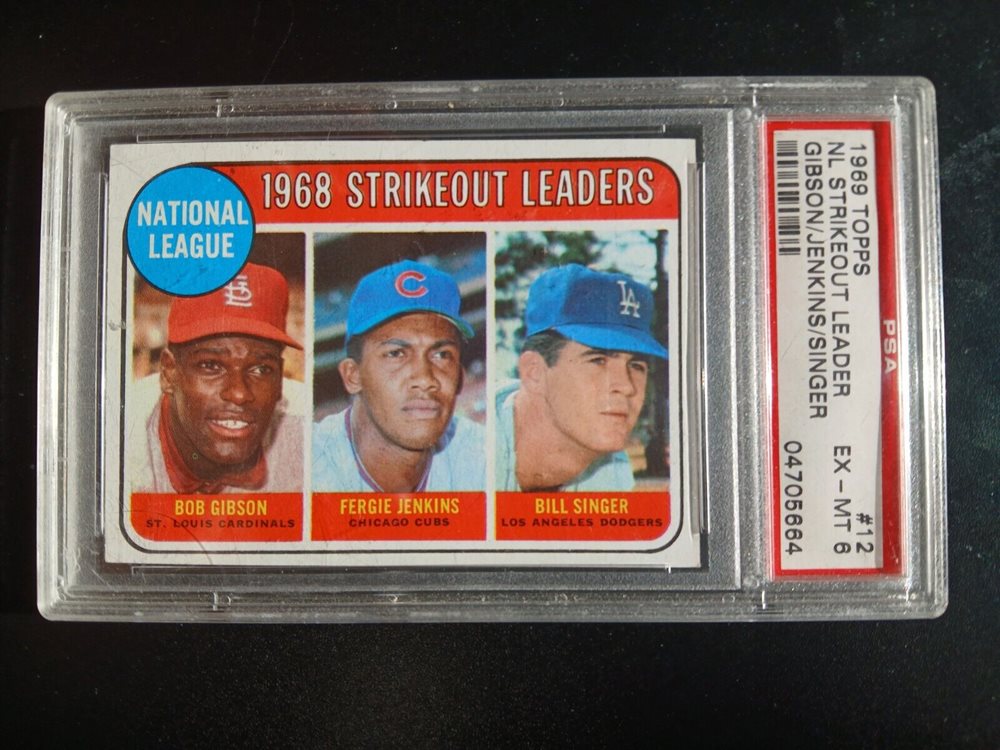 NATIONAL
LEAGUE
1968 STRIKEOUT LEADERS
C
LA
BOB GIBSON
ST. LOUIS CARDINALS
FERGIE JENKINS
CHICAGO CUBS
BILL SINGER
LOS ANGELES DODGERS
1969 TOPPS #12
NL STRIKEOUT LEADER EX - MT 6
GIBSON/JENKINS/SINGER 04705664
PSA